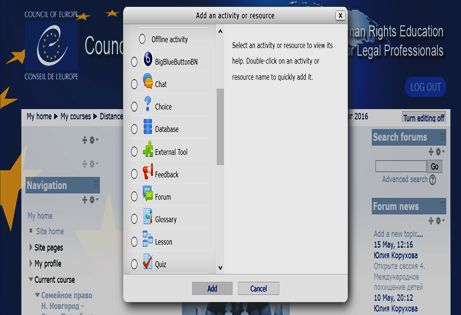 COUNCIL OF EUROPE
CONSEIL DE L'EUROPE
Counc
man Rights Education
or Legal Professionals
LOG OUT
Add an activity or resource
X
Offline activity
BigBlueButtonBN
Chat
Choice
Database
External Tool
Feedback
Forum
Glossary
Lesson
Quiz
Select an activity or resource to view its
help. Double-click on an activity or
resource name to quickly add it.
Add
Cancel
My home ▶ My courses ▶ Distance
r 2016
Turn editing off
Navigation
My home
Site home
Site pages
My profile
Current course
Семейное право
Н. Новгород -
Search forums
Go
Advanced search
Forum news
Add a new topic...
15 May, 12:16
Юлия Корухова
Открыта сессия 4.
Международное
похищение детей
10 May, 20:12
Юлия Корухова